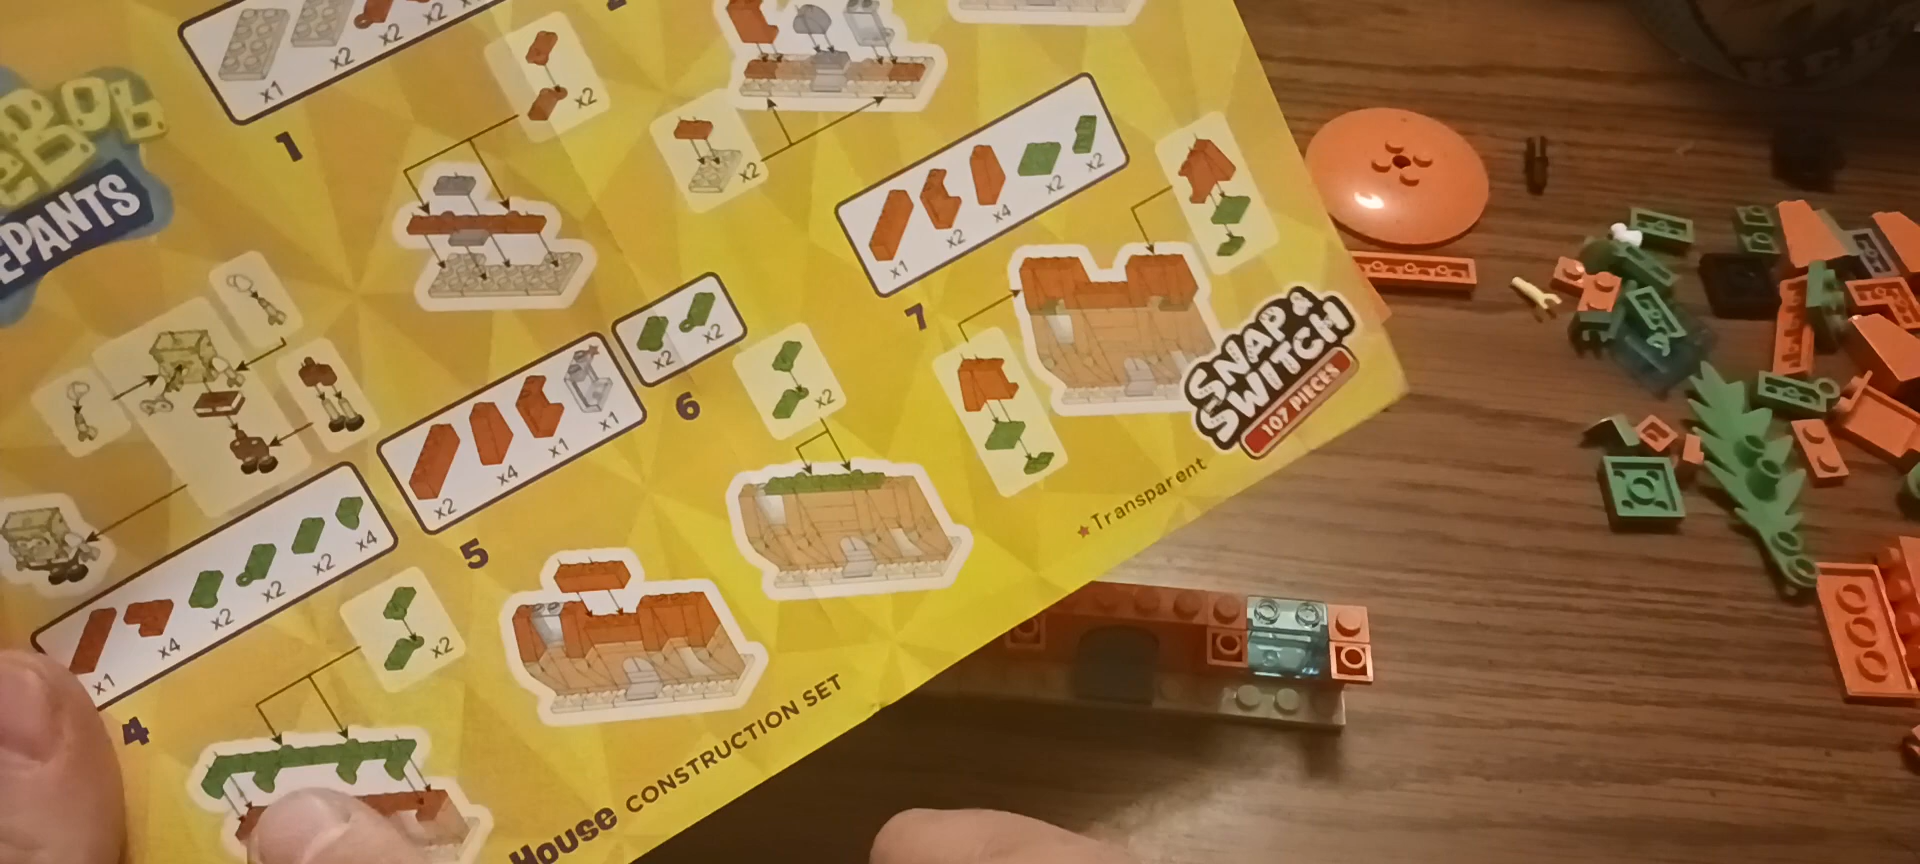 x1
x2
x2
x2
1
x2
x2
eBob
EPANTS
x1
x2
x4
x2
x2
7
SNAP &
SWITCH
107 PIECES
x2
x2
6
x2
x2
x4
x1
x1
5
x1
x4
x2
x2
x2
x4
4
x2
★Transparent
House CONSTRUCTION SET